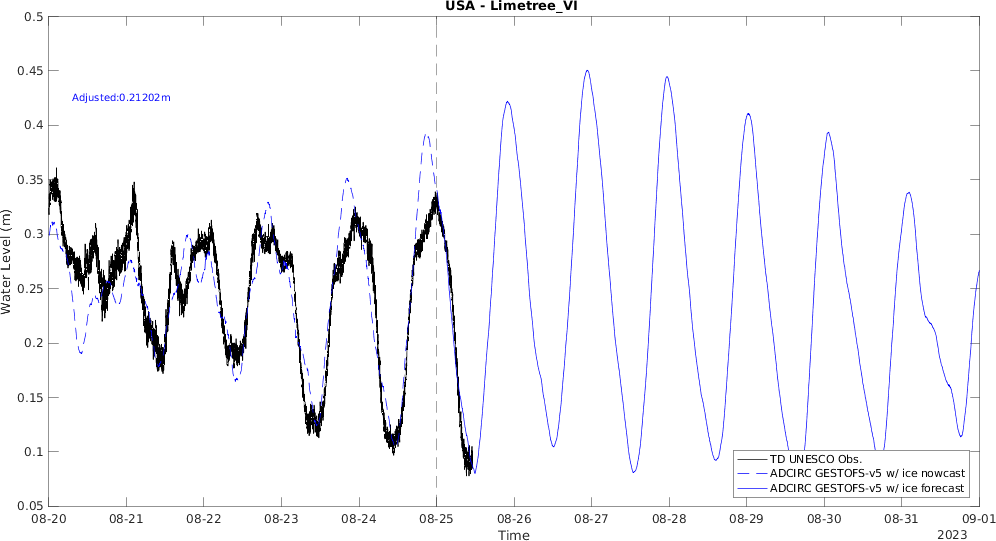 USA - Limetree_VI
0.5
0.45
0.4
0.35
0.3
0.25
0.2
0.15
0.1
0.05
Water Level (m)
Adjusted:0.21202m
TD UNESCO Obs.
ADCIRC GESTOFS-v5 w/ ice nowcast
ADCIRC GESTOFS-v5 w/ ice forecast
08-20 08-21 08-22 08-23 08-24 08-25 08-26 08-27 08-28 08-29 08-30 08-31 09-01
Time
2023